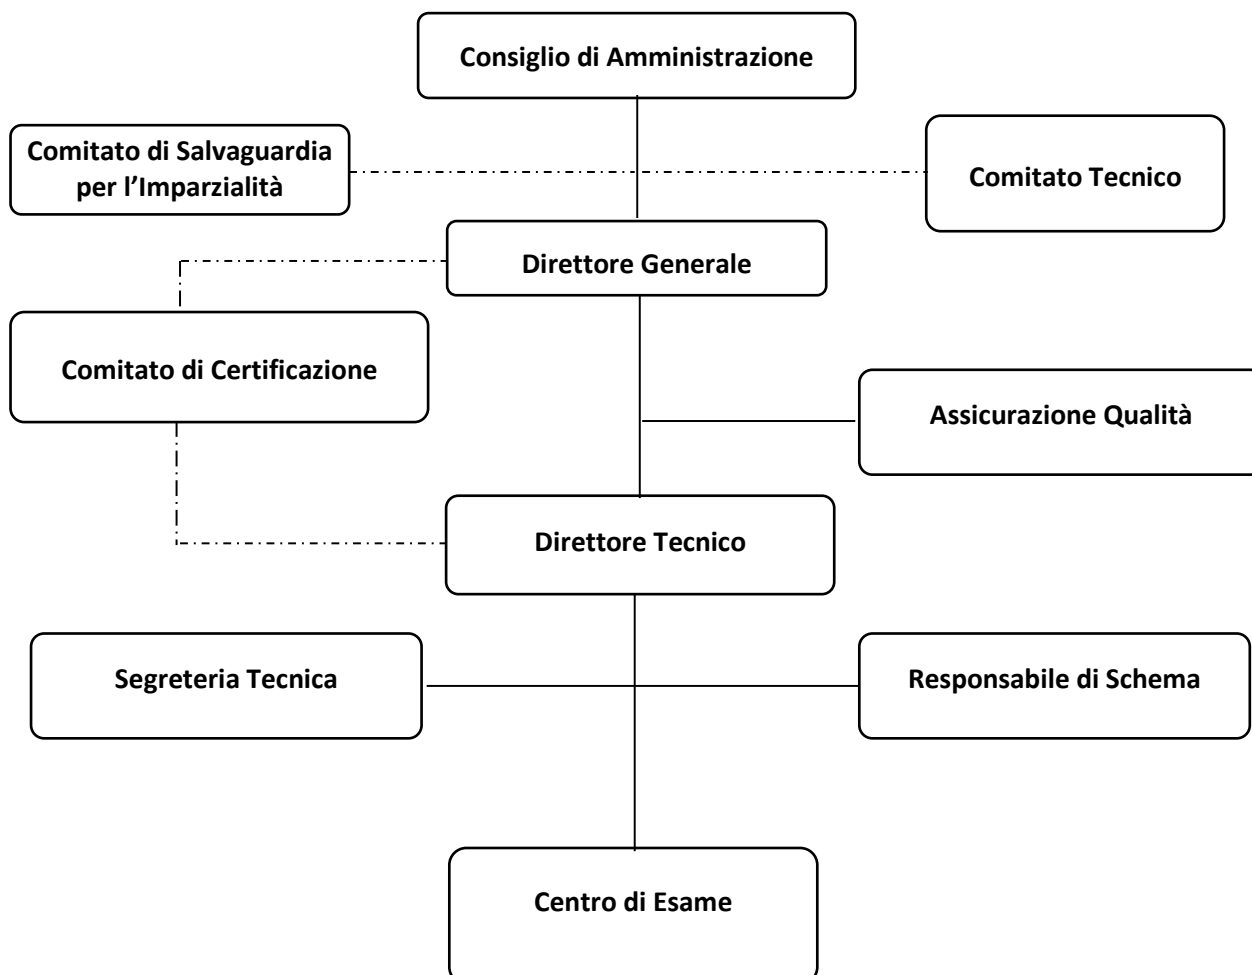 Consiglio di Amministrazione
Comitato di Salvaguardia
per l’Imparzialità
Comitato Tecnico
Direttore Generale
Comitato di Certificazione
Assicurazione Qualità
Direttore Tecnico
Segreteria Tecnica
Responsabile di Schema
Centro di Esame